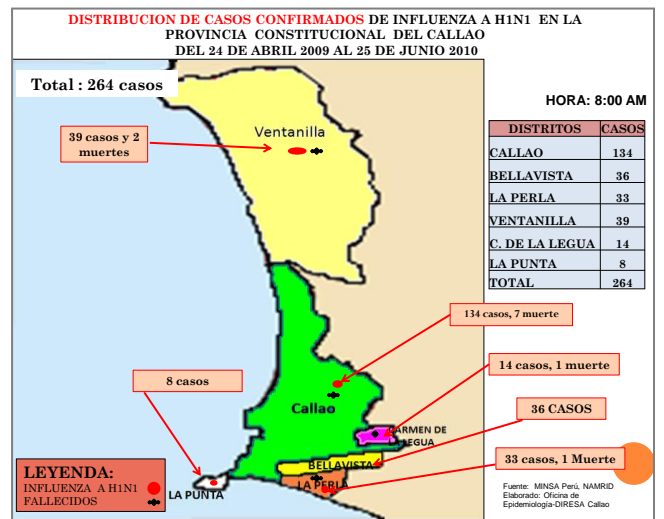 DISTRIBUCION DE CASOS CONFIRMADOS DE INFLUENZA A H1N1 EN LA
PROVINCIA CONSTITUCIONAL DEL CALLAO
DEL 24 DE ABRIL 2009 AL 25 DE JUNIO 2010
Total : 264 casos
HORA: 8:00 AM
39 casos y 2
muertes
Ventanilla
DISTRITOS CASOS
CALLAO 134
BELLAVISTA 36
LA PERLA 33
VENTANILLA 39
C. DE LA LEGUA 14
LA PUNTA 8
TOTAL 264
134 casos, 7 muerte
14 casos, 1 muerte
8 casos
36 CASOS
Callao
CARMEN DE
LEGUA
BELLAVISTA
33 casos, 1 Muerte
LA PERLA
LA PUNTA
LEYENDA:
INFLUENZA A H1N1
FALLECIDOS
Fuente: MINSA Perú, NAMRID
Elaborado: Oficina de
Epidemiología-DIRESA Callao